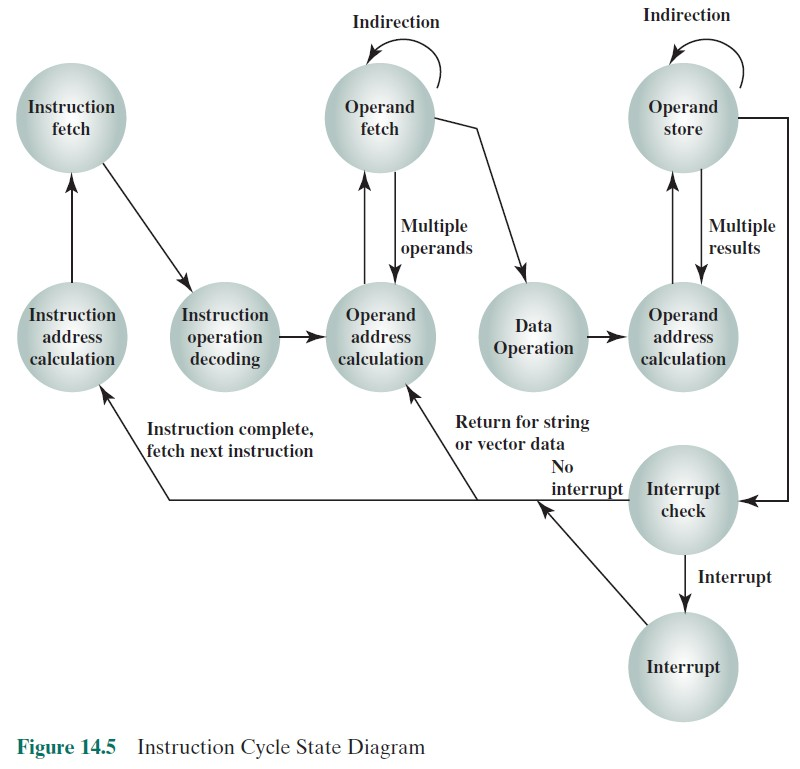 Indirection
Indirection
Instruction
fetch
Operand
fetch
Operand
store
Multiple
operands
Multiple
results
Instruction
address
calculation
Instruction
operation
decoding
Operand
address
calculation
Data
Operation
Operand
address
calculation
Instruction complete,
fetch next instruction
Return for string
or vector data
No
interrupt
Interrupt
check
Interrupt
Interrupt
Figure 14.5 Instruction Cycle State Diagram